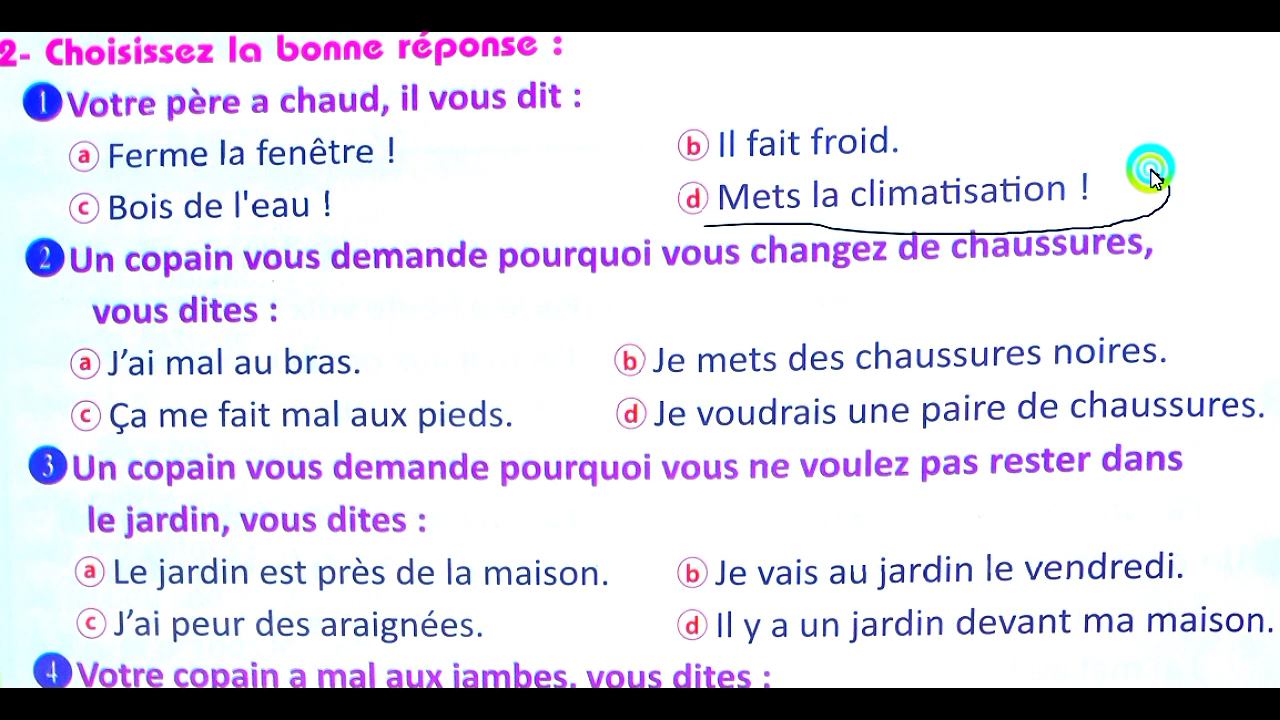 2- Choisissez la bonne réponse :
1 Votre père a chaud, il vous dit :
a Ferme la fenêtre !
b Il fait froid.
c Bois de l'eau !
d Mets la climatisation !
2 Un copain vous demande pourquoi vous changez de chaussures,
vous dites :
a J’ai mal au bras.
b Je mets des chaussures noires.
c Ça me fait mal aux pieds.
d Je voudrais une paire de chaussures.
3 Un copain vous demande pourquoi vous ne voulez pas rester dans
le jardin, vous dites :
a Le jardin est près de la maison.
b Je vais au jardin le vendredi.
c J’ai peur des araignées.
d Il y a un jardin devant ma maison.
4 Votre copain a mal aux jambes, vous dites :